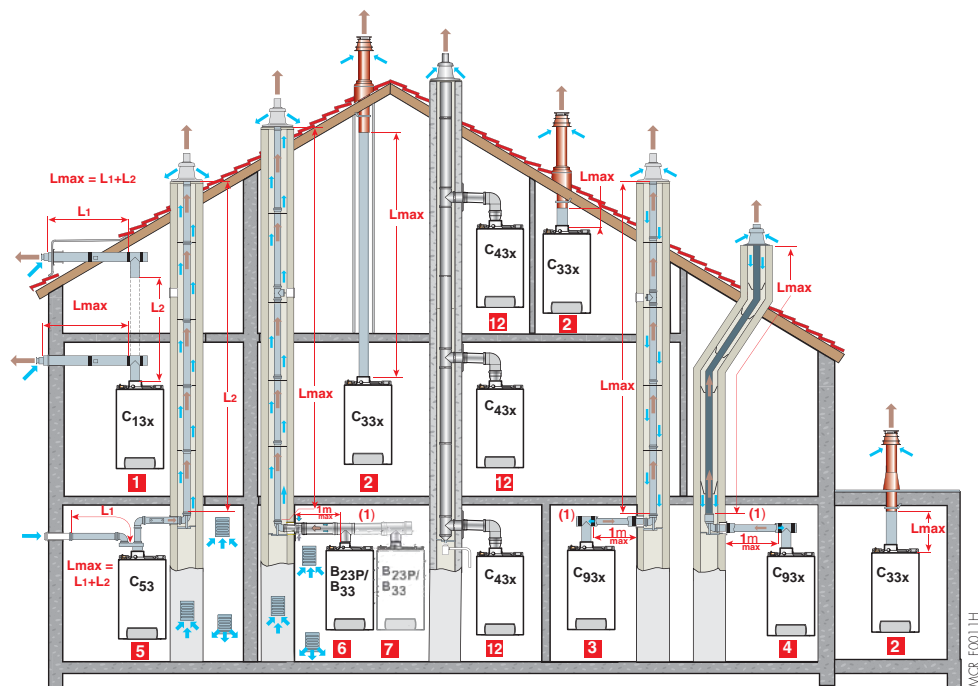 Lmax
Lmax = L1+L2
L1
Lmax
C43x
C33x
Lmax
12
2
L2
Lmax
Lmax
Lmax
L2
C13x
C33x
C43x
1
2
12
L1
1m max
(1)
(1)
1m max
(1)
1m max
Lmax
Lmax =
L1+L2
C53
B23P/
B33
B23P/
B33
C43x
C93x
C93x
C33x
5
6
7
12
3
4
2
MCR_F0011H